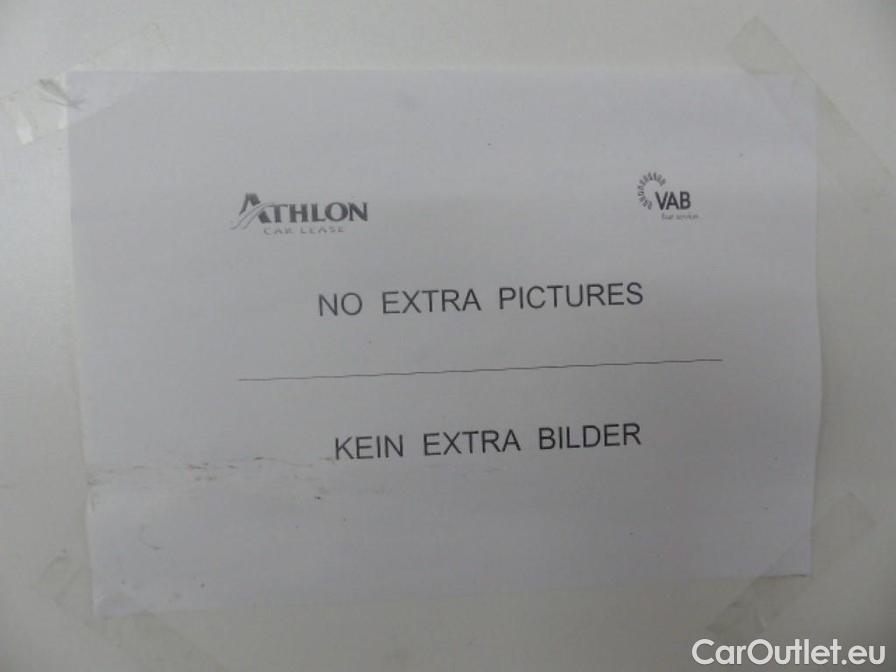 ATHLON
CAR LEASE
VAB
fleet services
NO EXTRA PICTURES
KEIN EXTRA BILDER
CarOutlet.eu